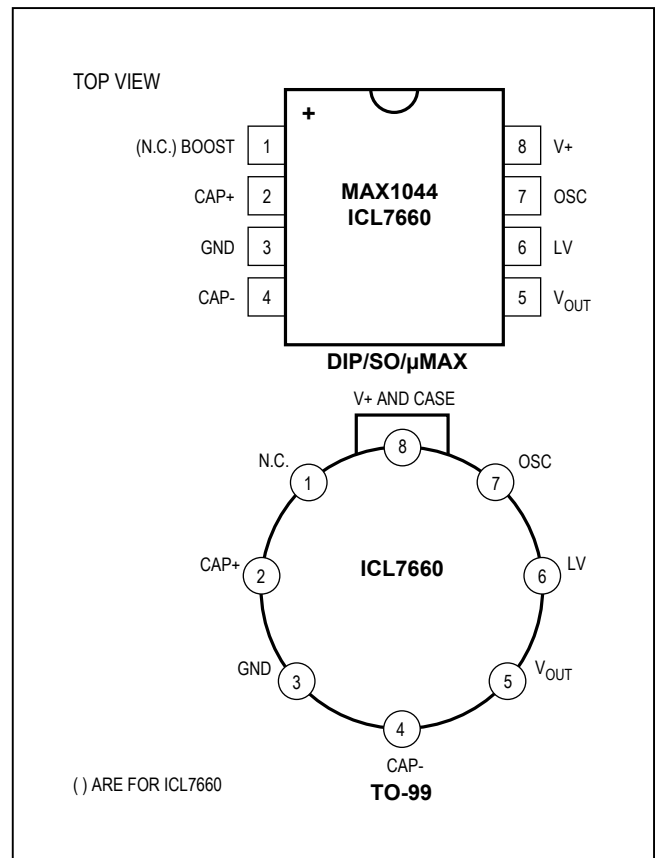 TOP VIEW
+
(N.C.) BOOST 1
8 V+
CAP+ 2
MAX1044
7 OSC
ICL7660
GND 3
6 LV
CAP- 4
5 VOUT
DIP/SO/µMAX
V+ AND CASE
8
N.C.
1
OSC
7
CAP+ 2
ICL7660
6 LV
GND
3
VOUT
5
4
CAP-
( ) ARE FOR ICL7660
TO-99